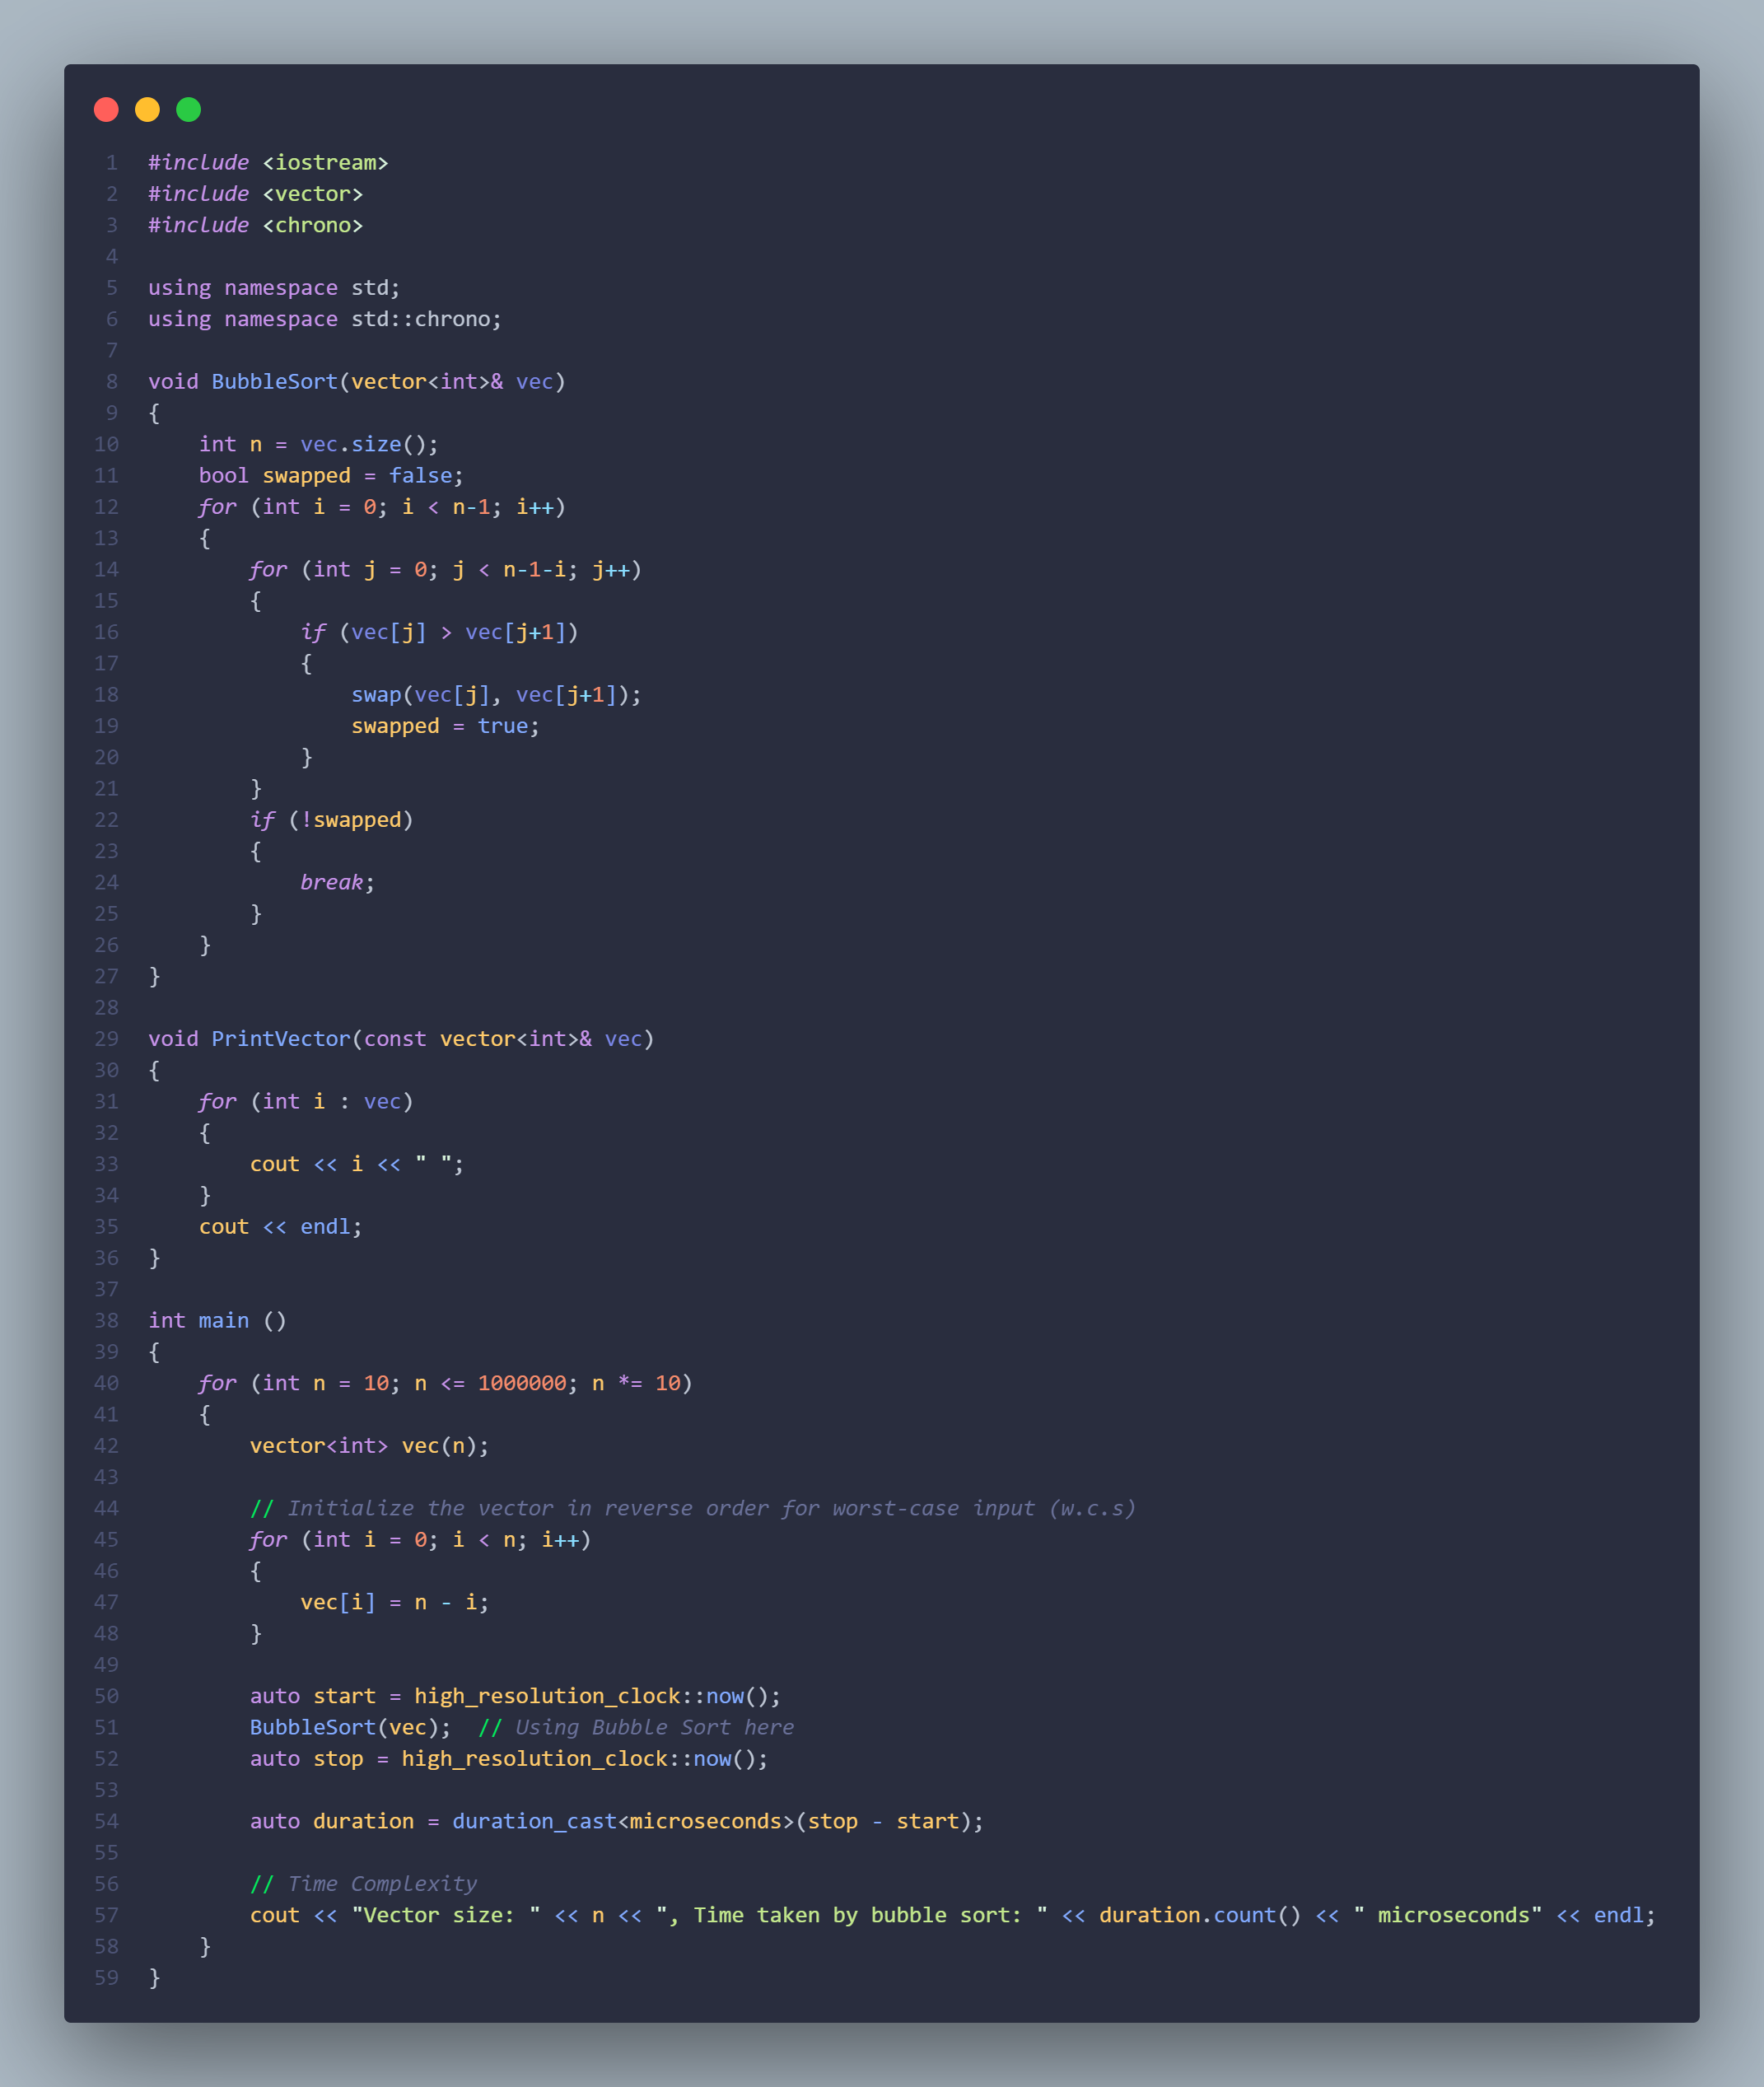 1 #include <iostream>
2 #include <vector>
3 #include <chrono>
4
5 using namespace std;
6 using namespace std::chrono;
7
8 void BubbleSort(vector<int>& vec)
9 {
10     int n = vec.size();
11     bool swapped = false;
12     for (int i = 0; i < n-1; i++)
13     {
14         for (int j = 0; j < n-1-i; j++)
15         {
16             if (vec[j] > vec[j+1])
17             {
18                 swap(vec[j], vec[j+1]);
19                 swapped = true;
20             }
21         }
22         if (!swapped)
23         {
24             break;
25         }
26     }
27 }
28
29 void PrintVector(const vector<int>& vec)
30 {
31     for (int i : vec)
32     {
33         cout << i << " ";
34     }
35     cout << endl;
36 }
37
38 int main ()
39 {
40     for (int n = 10; n <= 1000000; n *= 10)
41     {
42         vector<int> vec(n);
43
44         // Initialize the vector in reverse order for worst-case input (w.c.s)
45         for (int i = 0; i < n; i++)
46         {
47             vec[i] = n - i;
48         }
49
50         auto start = high_resolution_clock::now();
51         BubbleSort(vec);  // Using Bubble Sort here
52         auto stop = high_resolution_clock::now();
53
54         auto duration = duration_cast<microseconds>(stop - start);
55
56         // Time Complexity
57         cout << "Vector size: " << n << ", Time taken by bubble sort: " << duration.count() << " microseconds" << endl;
58     }
59 }